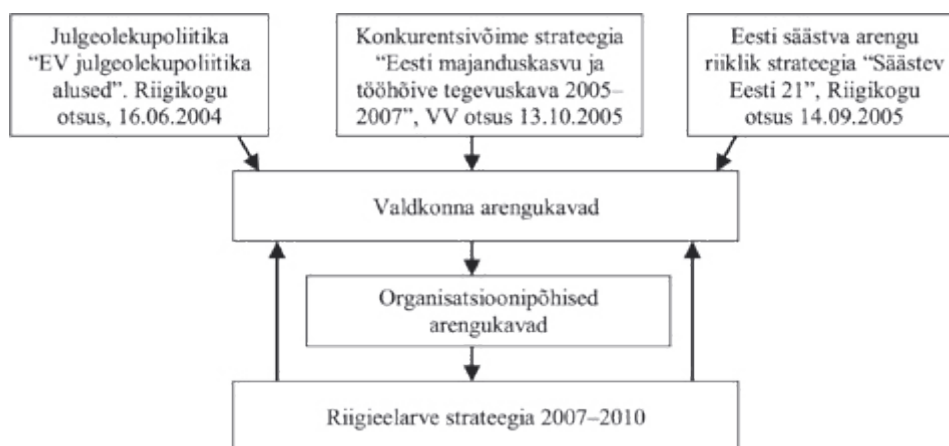 Julgeolekupoliitika
“EV julgeolekupoliitika
alused”. Riigikogu
otsus, 16.06.2004
Konkurentsivõime strateegia
“Eesti majanduskasvu ja
tööhõive tegevuskava 2005–
2007”, VV otsus 13.10.2005
Eesti säästva arengu
riiklik strateegia “Säästev
Eesti 21”, Riigikogu
otsus 14.09.2005
Valdkonna arengukavad
Organisatsioonipõhised
arengukavad
Riigieelarve strateegia 2007–2010